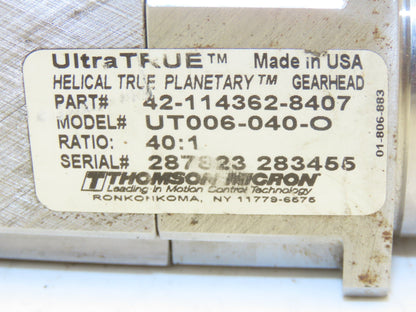 UltraTRUE™ Made in USA
HELICAL TRUE PLANETARY™ GEARHEAD
PART# 42-114362-8407
MODEL# UT006-040-O
RATIO: 40:1
SERIAL# 287823 283455
THOMSON MICRON
Leading in Motion Control Technology
RONKONKOMA, NY 11779-6575
01-806-883